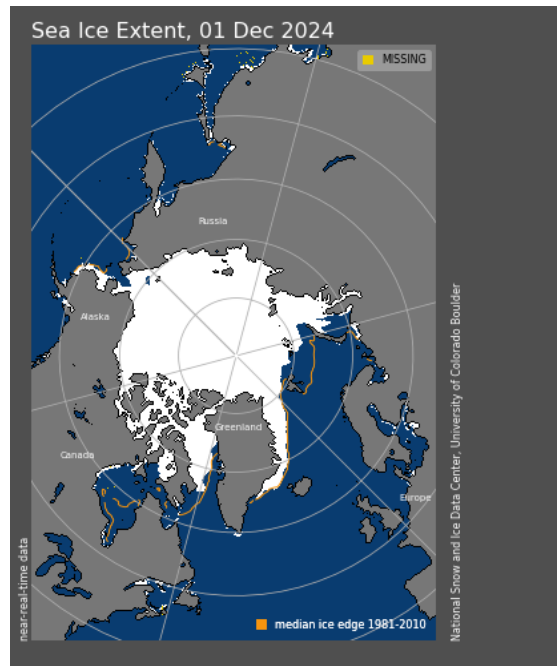 Sea Ice Extent, 01 Dec 2024
MISSING
Russia
Alaska
Greenland
Canada
Europe
near-real-time data
median ice edge 1981-2010
National Snow and Ice Data Center, University of Colorado Boulder